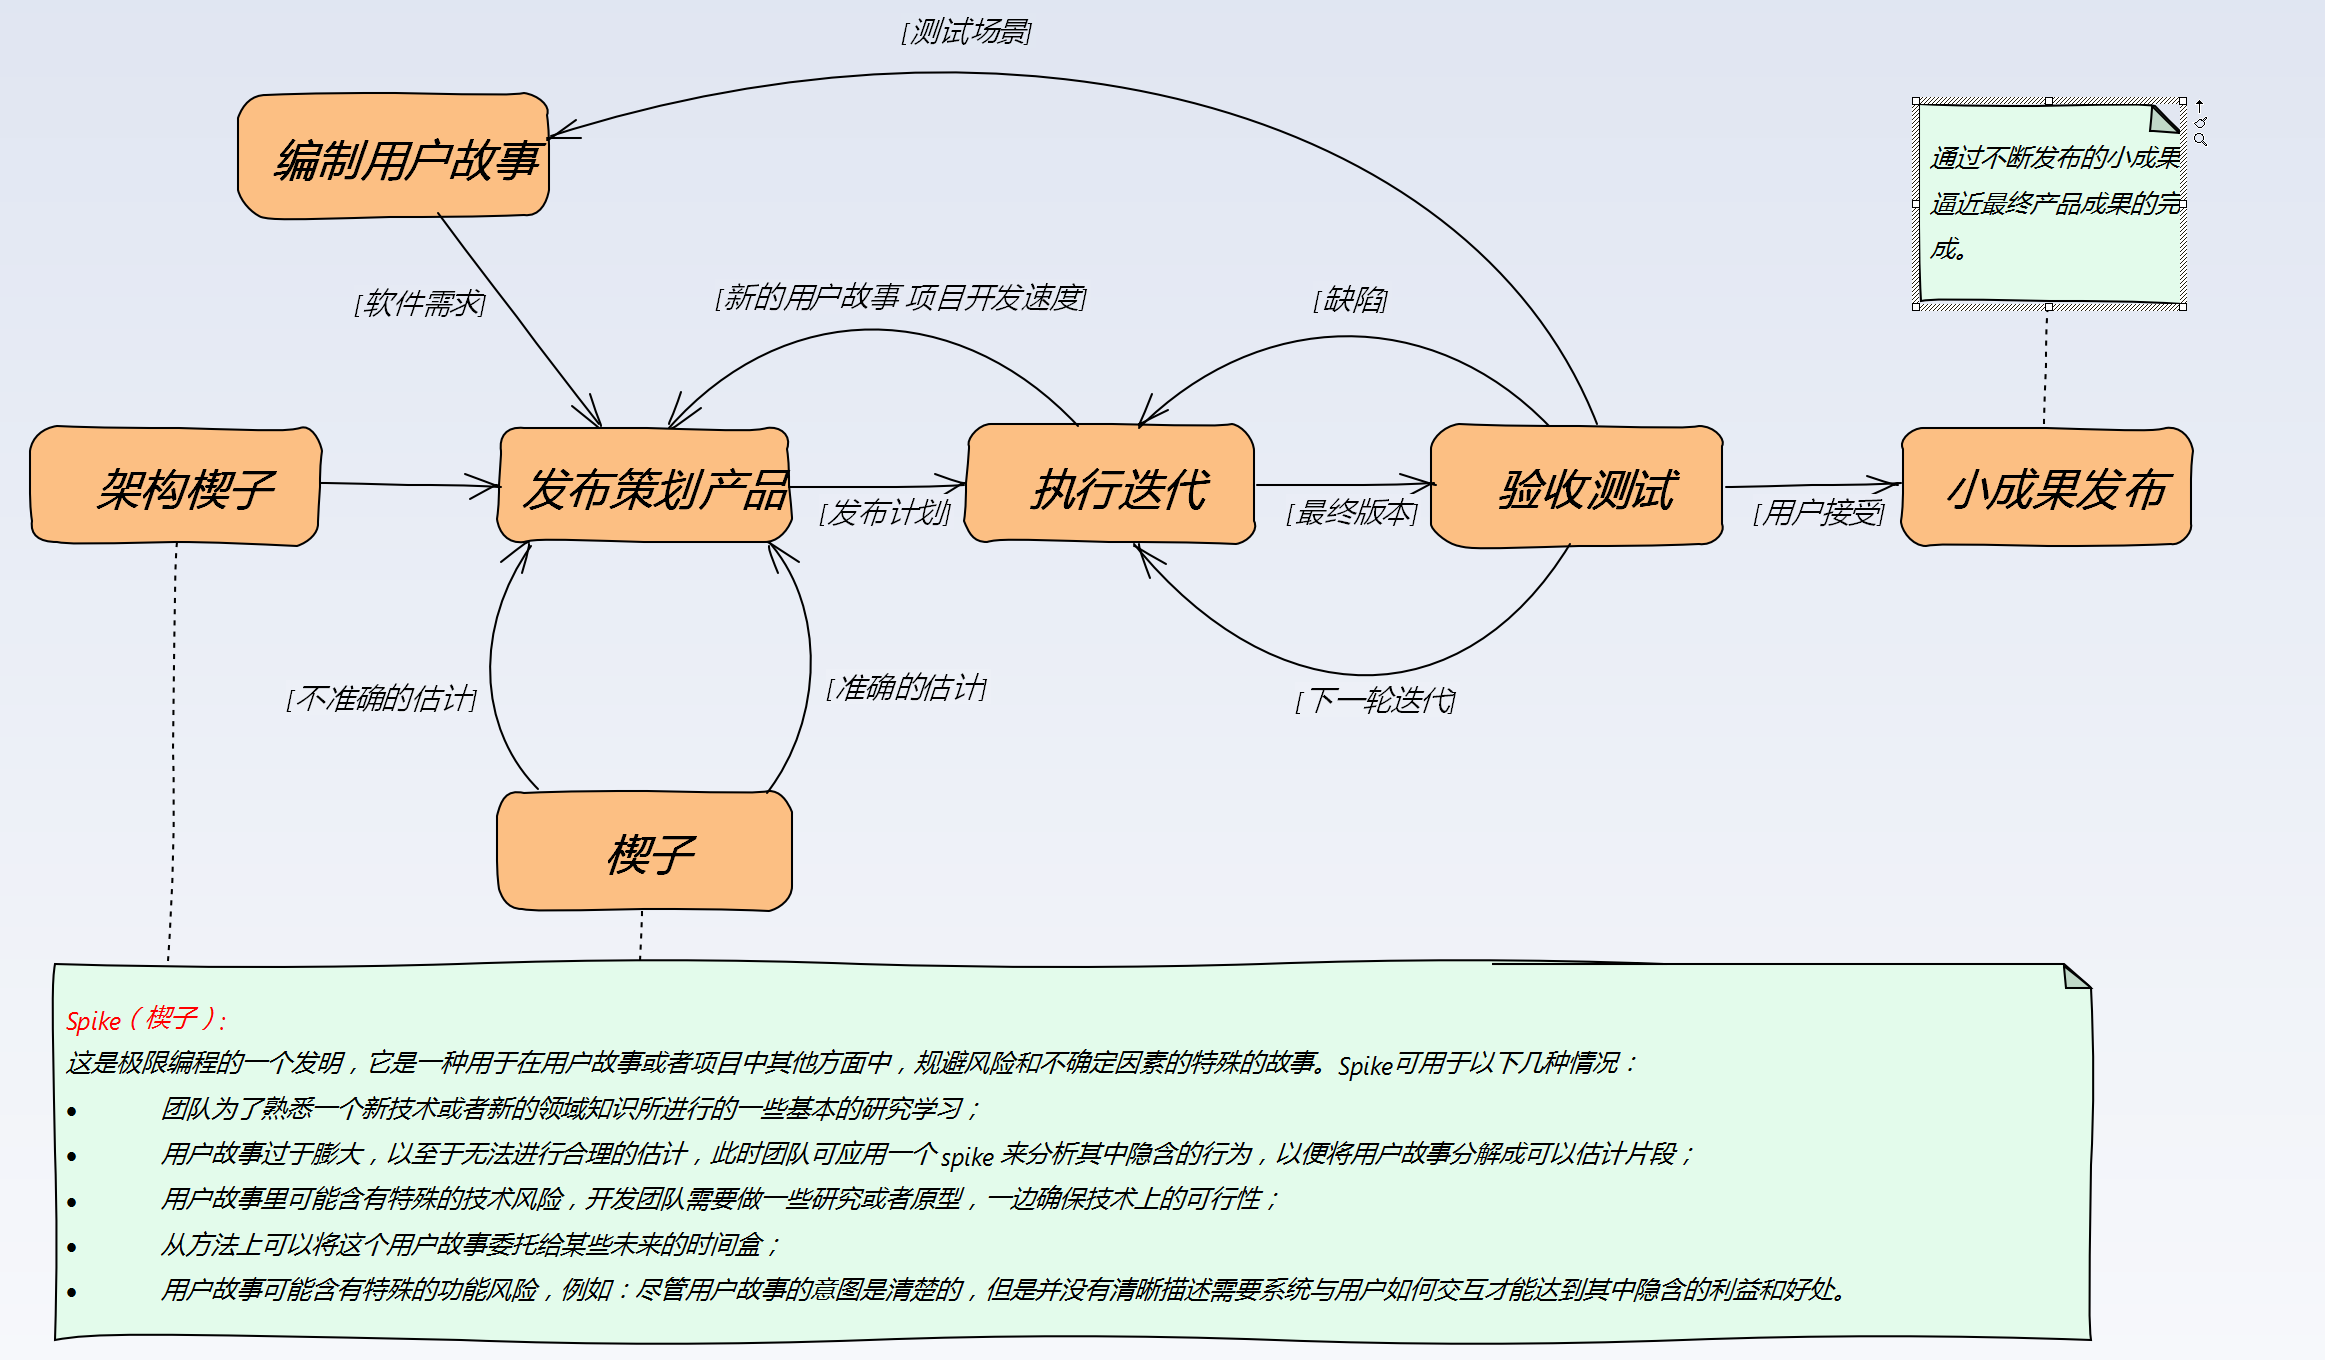 [测试场景]
编制用户故事
通过不断发布的小成果
逼近最终产品成果的完
成。
[软件需求]
[新的用户故事 项目开发速度]
[缺陷]
架构楔子
发布策划产品
[发布计划]
执行迭代
[最终版本]
验收测试
[用户接受]
小成果发布
[不准确的估计]
[准确的估计]
[下一轮迭代]
楔子
Spike（楔子）:
这是极限编程的一个发明，它是一种用于在用户故事或者项目中其他方面中，规避风险和不确定因素的特殊的故事。Spike可用于以下几种情况：
• 团队为了熟悉一个新技术或者新的领域知识所进行的一些基本的研究学习；
• 用户故事过于膨大，以至于无法进行合理的估计，此时团队可应用一个 spike 来分析其中隐含的行为，以便将用户故事分解成可以估计片段；
• 用户故事里可能含有特殊的技术风险，开发团队需要做一些研究或者原型，一边确保技术上的可行性；
• 从方法上可以将这个用户故事委托给某些未来的时间盒；
• 用户故事可能含有特殊的功能风险，例如：尽管用户故事的意图是清楚的，但是并没有清晰描述需要系统与用户如何交互才能达到其中隐含的利益和好处。